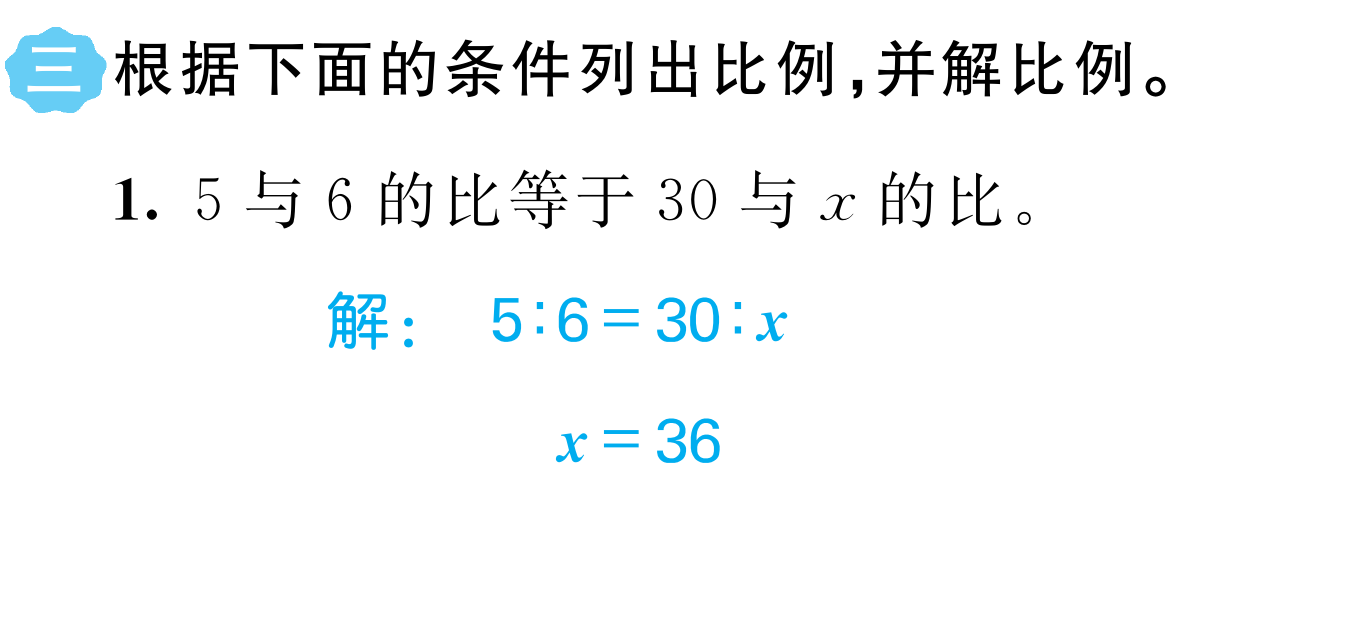 三 根据下面的条件列出比例,并解比例。
1. 5 与 6 的比等于 30 与 x 的比。
解: 5∶6=30∶x
x=36